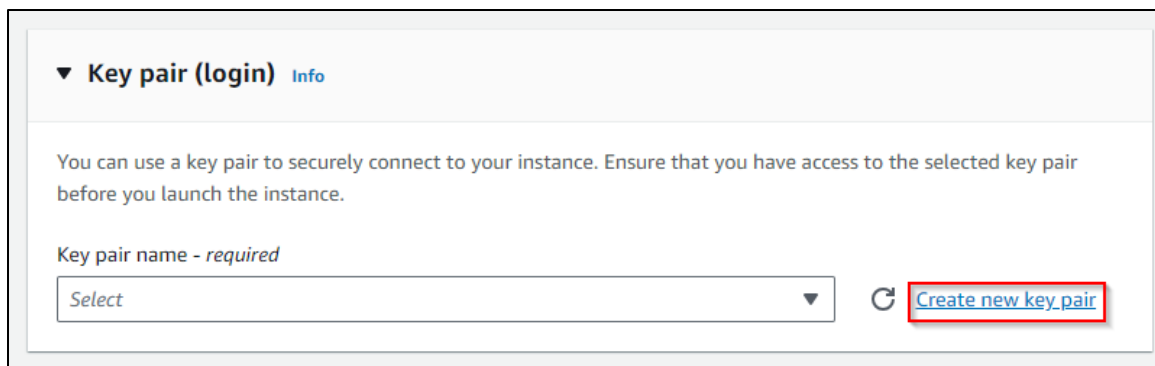 Key pair (login) Info
You can use a key pair to securely connect to your instance. Ensure that you have access to the selected key pair
before you launch the instance.
Key pair name - required
Select
Create new key pair